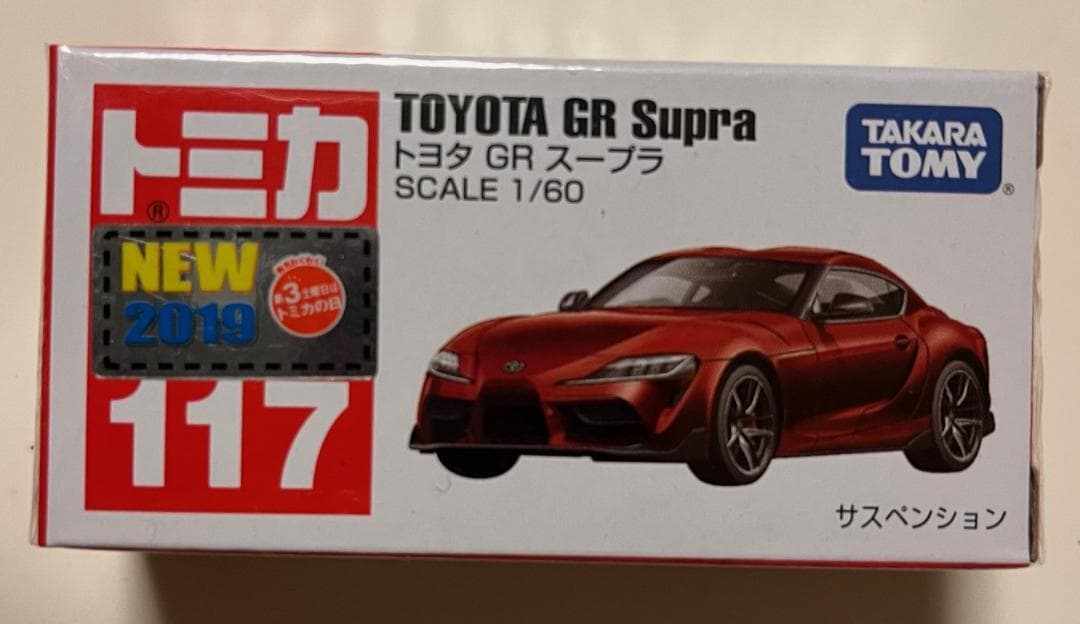 トミカ®
NEW
2019
第3土曜日は
トミカの日
117
TOYOTA GR Supra
トヨタ GR スープラ
SCALE 1/60
TAKARA
TOMY®
サスペンション